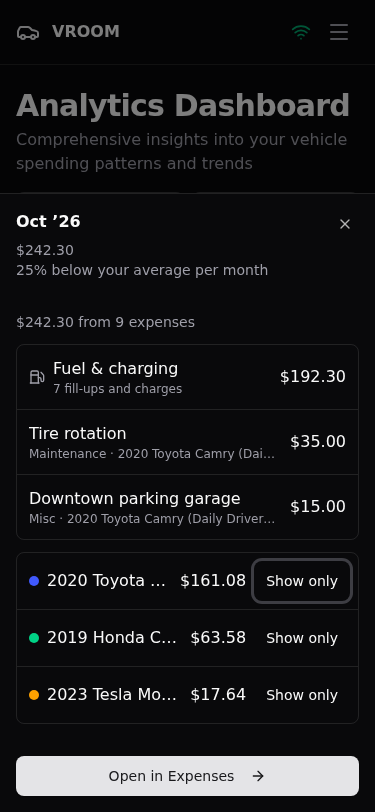 VROOM
Analytics Dashboard
Comprehensive insights into your vehicle
spending patterns and trends
Oct ’26
$242.30
25% below your average per month
$242.30 from 9 expenses
Fuel & charging
7 fill-ups and charges
$192.30
Tire rotation
Maintenance · 2020 Toyota Camry (Dai…
$35.00
Downtown parking garage
Misc · 2020 Toyota Camry (Daily Driver…
$15.00
2020 Toyota … $161.08 Show only
2019 Honda C… $63.58 Show only
2023 Tesla Mo… $17.64 Show only
Open in Expenses